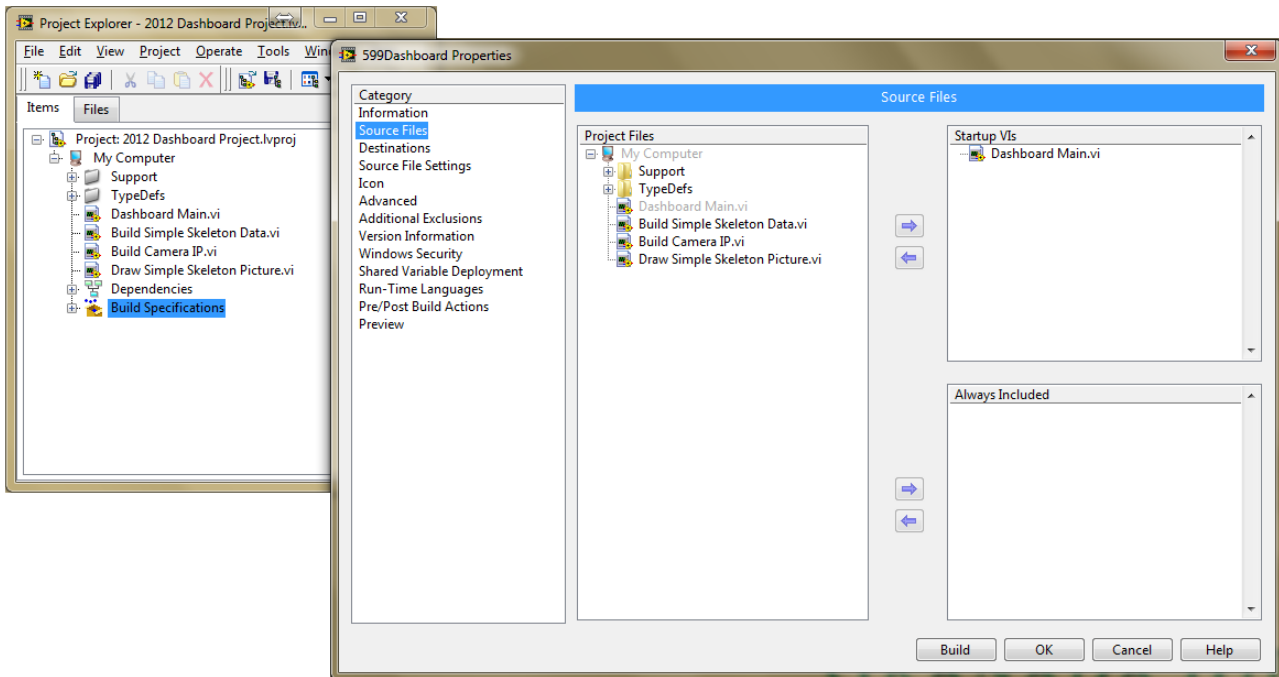 Project Explorer - 2012 Dashboard Project.lv...
File Edit View Project Operate Tools Win
Items Files
Project: 2012 Dashboard Project.lvproj
My Computer
Support
TypeDefs
Dashboard Main.vi
Build Simple Skeleton Data.vi
Build Camera IP.vi
Draw Simple Skeleton Picture.vi
Dependencies
Build Specifications
599Dashboard Properties
Category
Information
Source Files
Destinations
Source File Settings
Icon
Advanced
Additional Exclusions
Version Information
Windows Security
Shared Variable Deployment
Run-Time Languages
Pre/Post Build Actions
Preview
Source Files
Project Files
My Computer
Support
TypeDefs
Dashboard Main.vi
Build Simple Skeleton Data.vi
Build Camera IP.vi
Draw Simple Skeleton Picture.vi
Startup VIs
Dashboard Main.vi
Always Included
Build OK Cancel Help